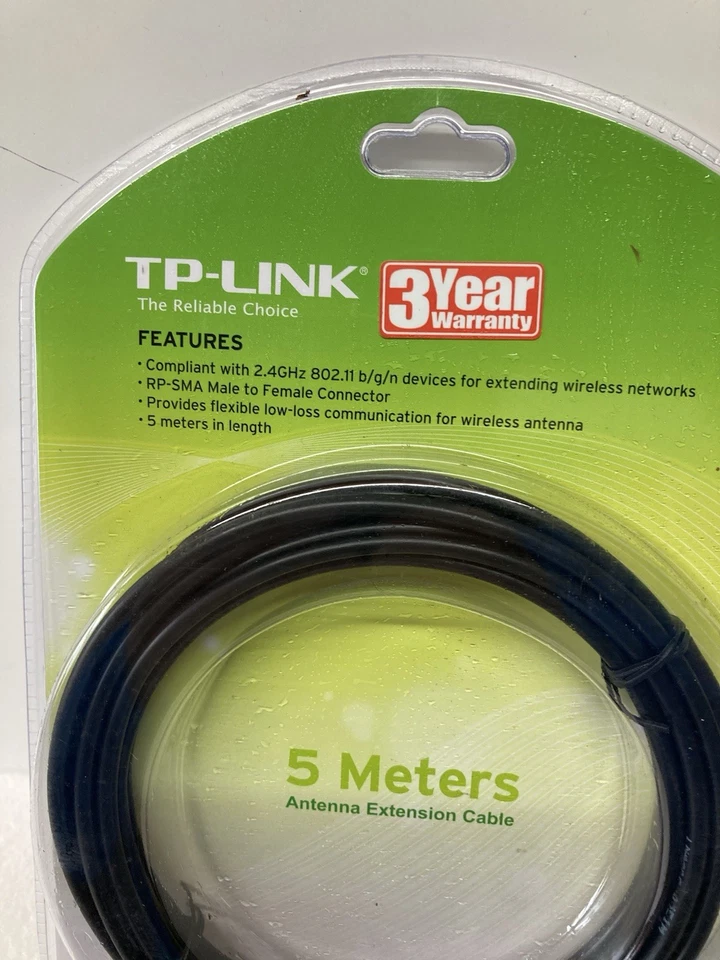 TP-LINK®
The Reliable Choice
3 Year
Warranty
FEATURES
· Compliant with 2.4GHz 802.11 b/g/n devices for extending wireless networks
· RP-SMA Male to Female Connector
· Provides flexible low-loss communication for wireless antenna
· 5 meters in length
5 Meters
Antenna Extension Cable